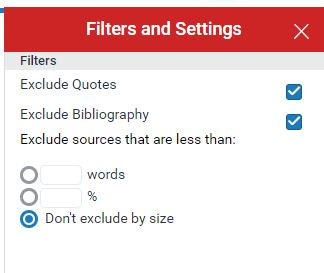 Filters and Settings
Filters
Exclude Quotes
Exclude Bibliography
Exclude sources that are less than:
words
%
Don't exclude by size